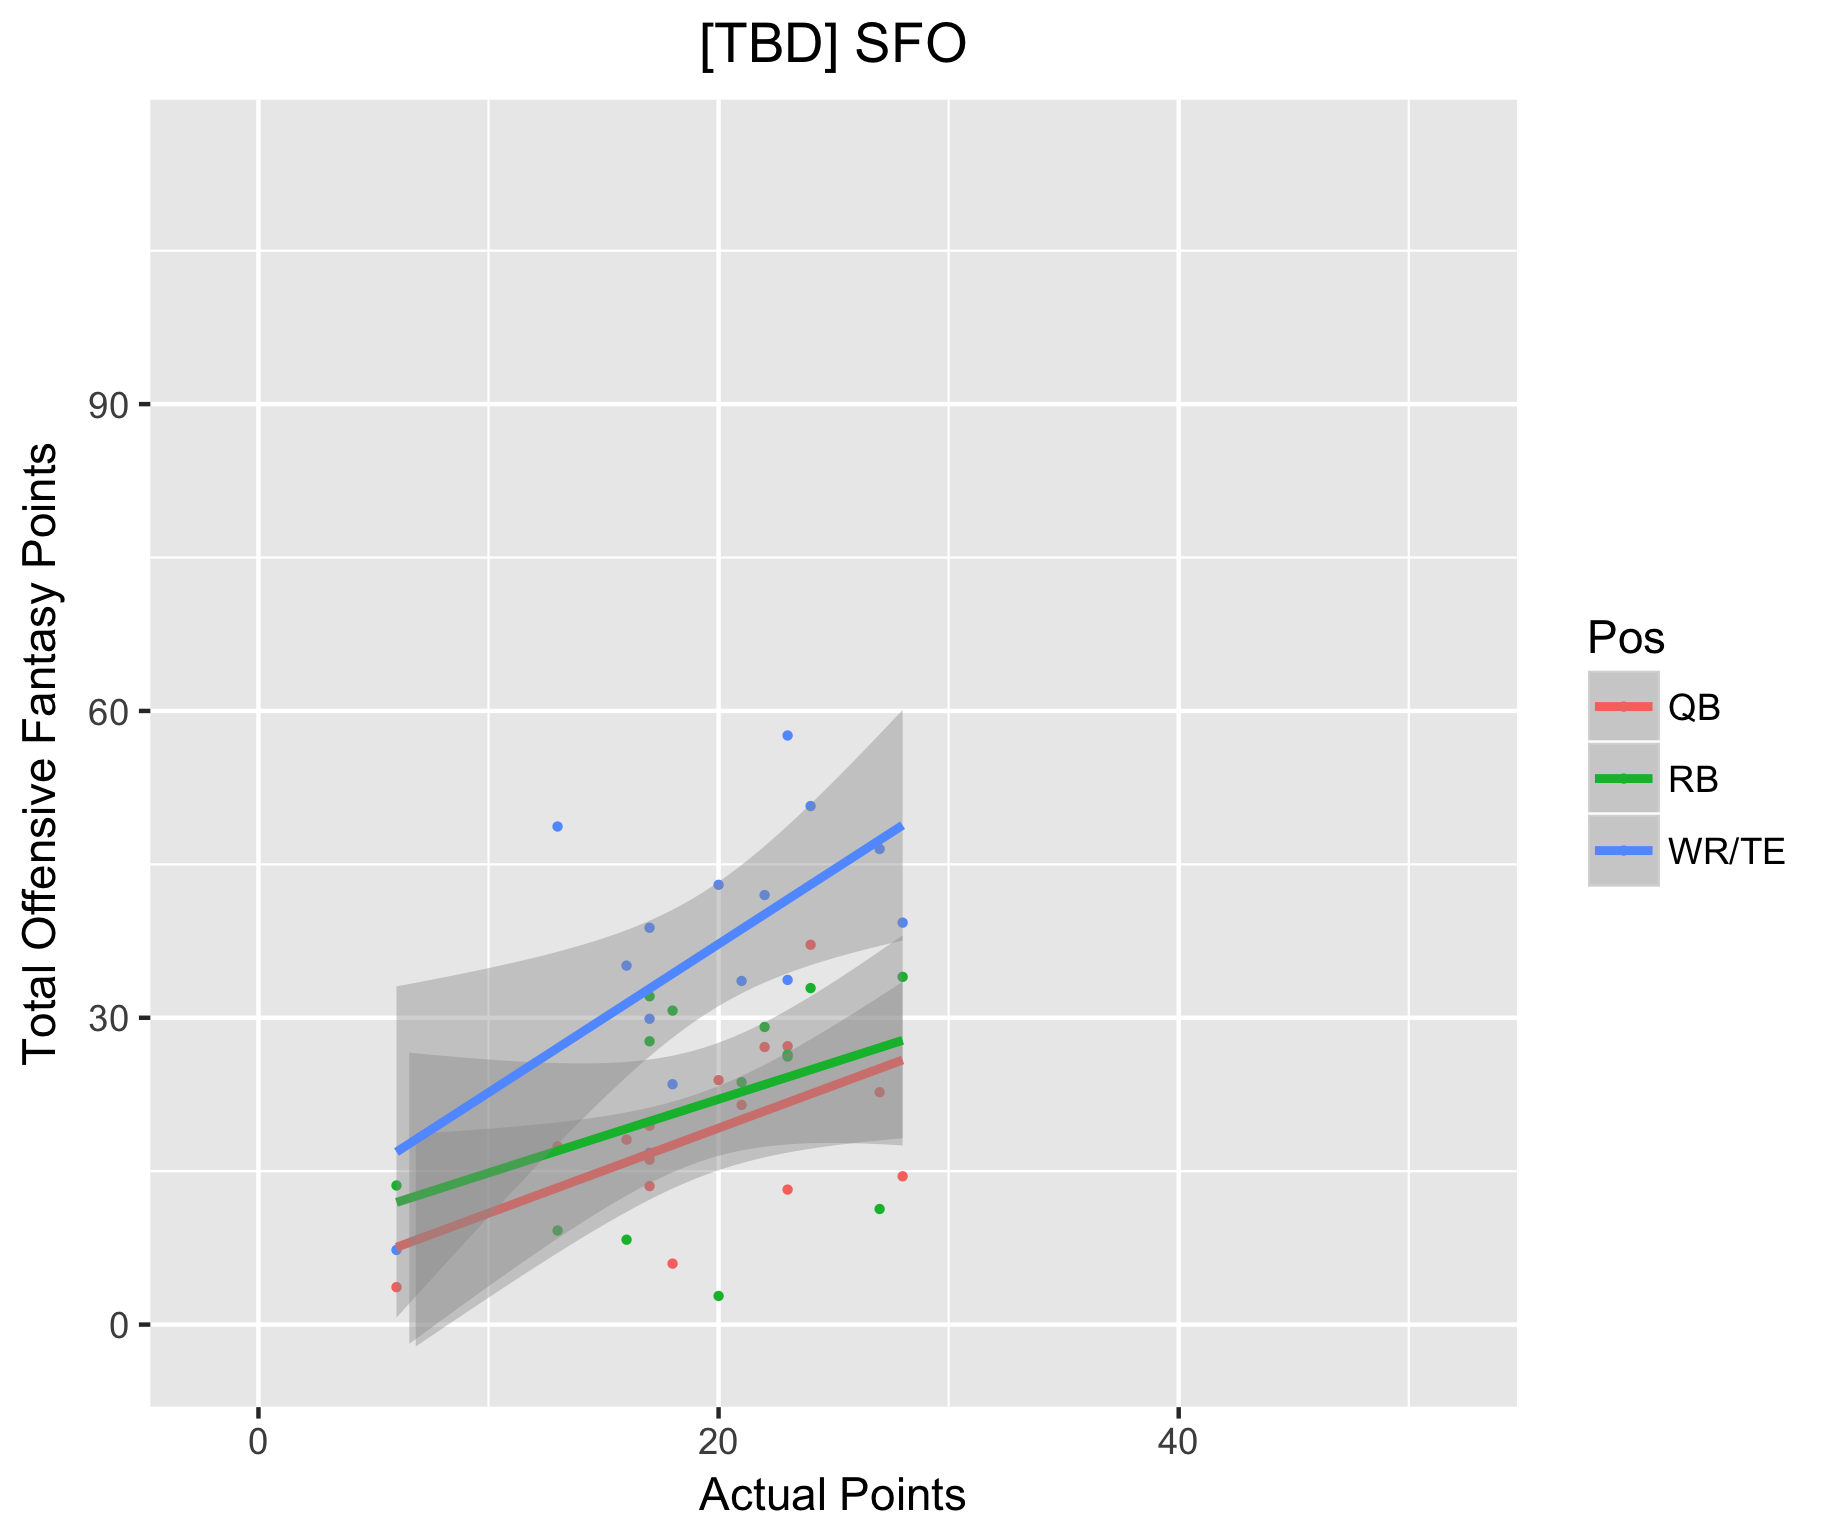 [TBD] SFO
Total Offensive Fantasy Points
90
60
30
0
0 20 40
Actual Points
Pos
QB
RB
WR/TE